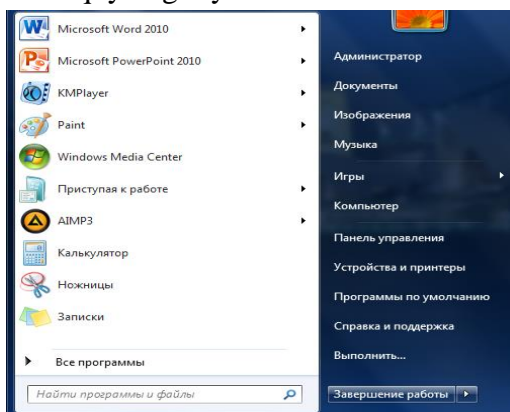 Microsoft Word 2010
Microsoft PowerPoint 2010
KMPlayer
Paint
Windows Media Center
Приступая к работе
AIMP3
Калькулятор
Ножницы
Записки
Все программы
Найти программы и файлы
Администратор
Документы
Изображения
Музыка
Игры
Компьютер
Панель управления
Устройства и принтеры
Программы по умолчанию
Справка и поддержка
Выполнить...
Завершение работы